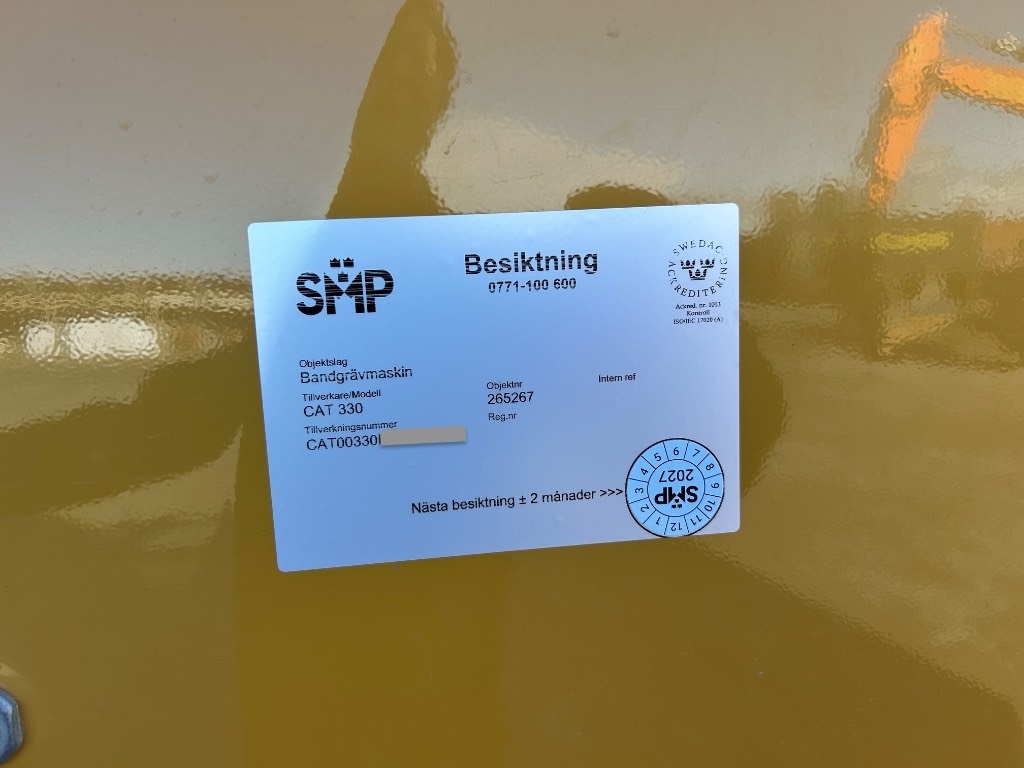 SMP
Besiktning
0771-100 600
SWEDAC ACKREDITERING
Ackred. nr. 1053
Kontroll
ISO/IEC 17020 (A)
Objektslag
Bandgrävmaskin
Tillverkare/Modell
CAT 330
Tillverkningsnummer
CAT00330
Objektnr
265267
Reg.nr
Intern ref
Nästa besiktning ± 2 månader >>>
1 2 3 4 5 6 7 8 9 10 11 12
SMP
2027